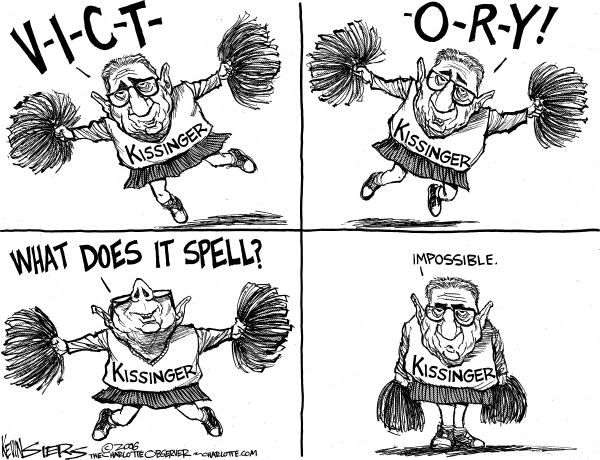 V-I-C-T-
KISSINGER
-O-R-Y!
KISSINGER
WHAT DOES IT SPELL?
KISSINGER
IMPOSSIBLE.
KISSINGER
KEVIN SIERS
©2006
THE CHARLOTTE OBSERVER
CHARLOTTE.COM